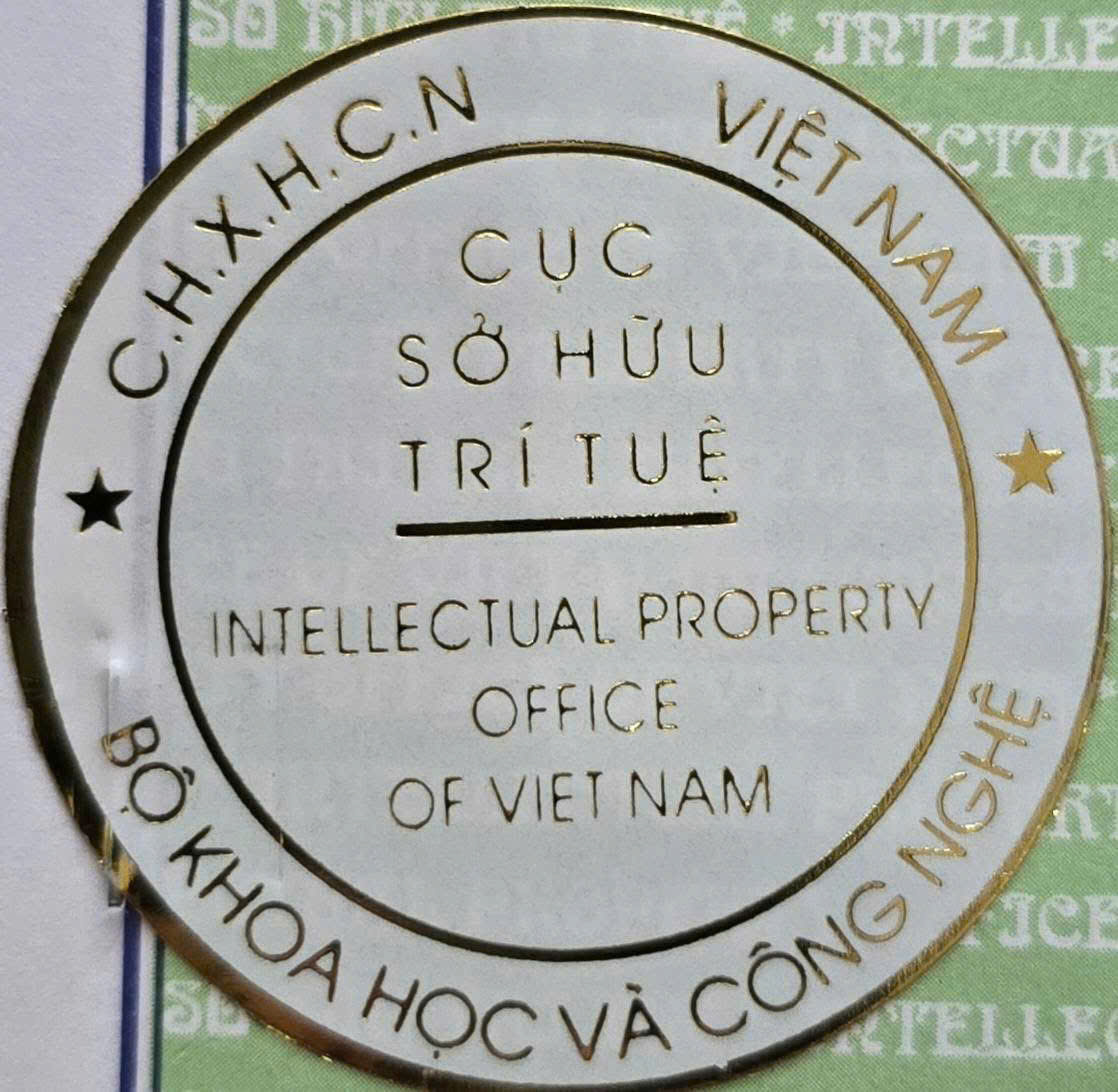 C.H.X.H.C.N VIỆT NAM
CỤC
SỞ HỮU
TRÍ TUỆ
INTELLECTUAL PROPERTY
OFFICE
OF VIET NAM
BỘ KHOA HỌC VÀ CÔNG NGHỆ